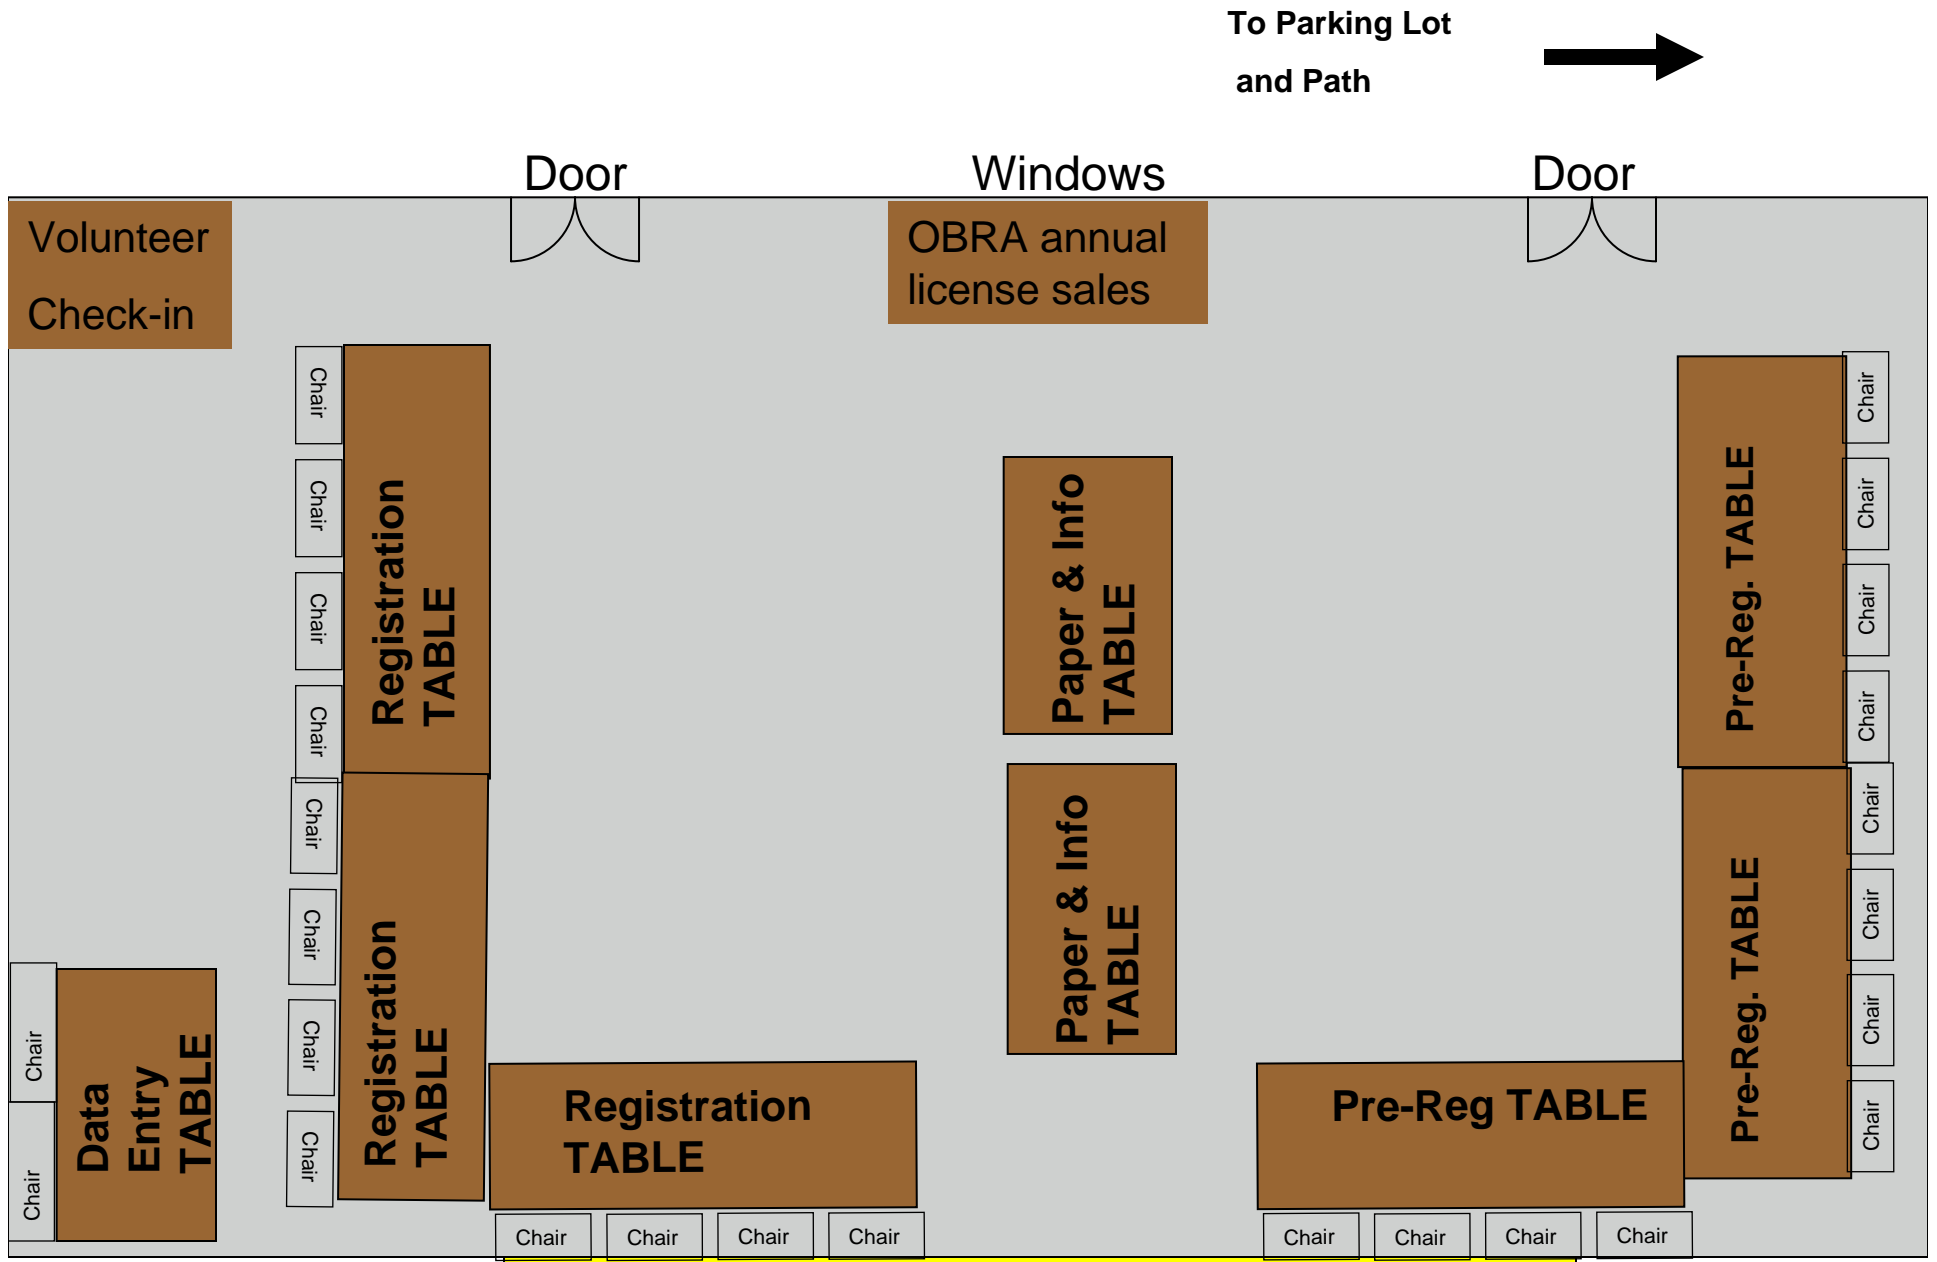 To Parking Lot
and Path
Door
Windows
Door
Volunteer
Check-in
OBRA annual
license sales
Chair
Chair
Chair
Chair
Chair
Chair
Chair
Chair
Registration
TABLE
Registration
TABLE
Paper & Info
TABLE
Paper & Info
TABLE
Pre-Reg. TABLE
Pre-Reg. TABLE
Chair
Chair
Chair
Chair
Chair
Chair
Chair
Chair
Chair
Chair
Data
Entry
TABLE
Registration
TABLE
Pre-Reg TABLE
Chair
Chair
Chair
Chair
Chair
Chair
Chair
Chair